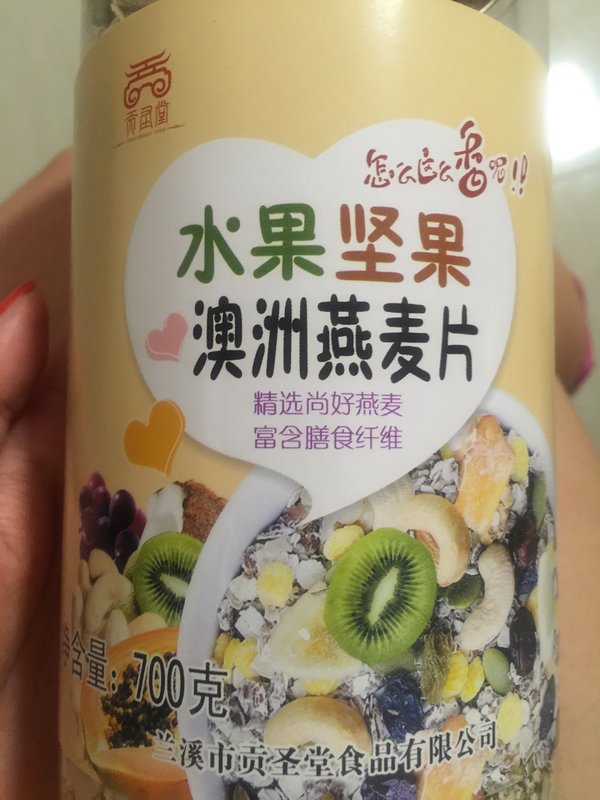 贡圣堂
怎么这么香呢!!
水果坚果
澳洲燕麦片
精选尚好燕麦
富含膳食纤维
净含量：700克
兰溪市贡圣堂食品有限公司